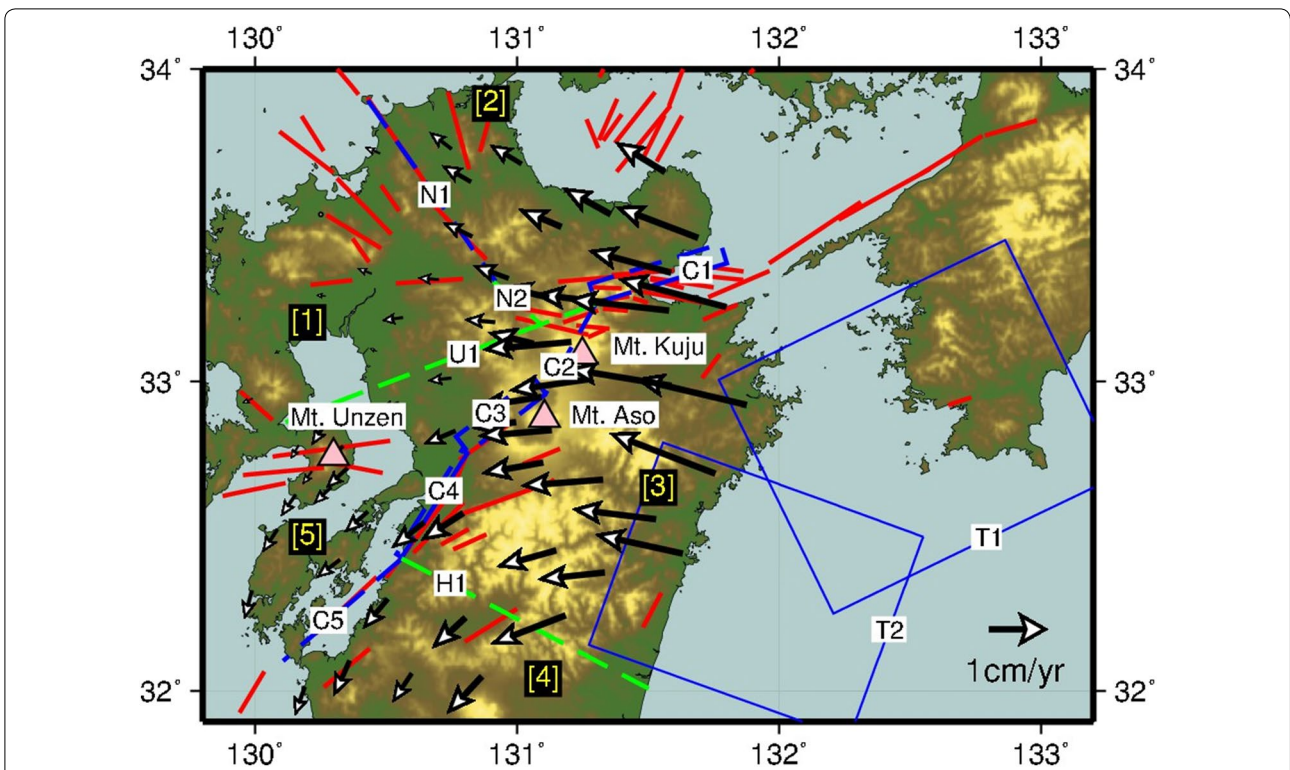 130° 131° 132° 133°
34° 34°
[2]
N1
C1
N2
[1]
U1
Mt. Kuju
C2
33° 33°
Mt. Unzen
C3
Mt. Aso
C4
[3]
[5]
T1
H1
C5
T2
1cm/yr
[4]
32° 32°
130° 131° 132° 133°